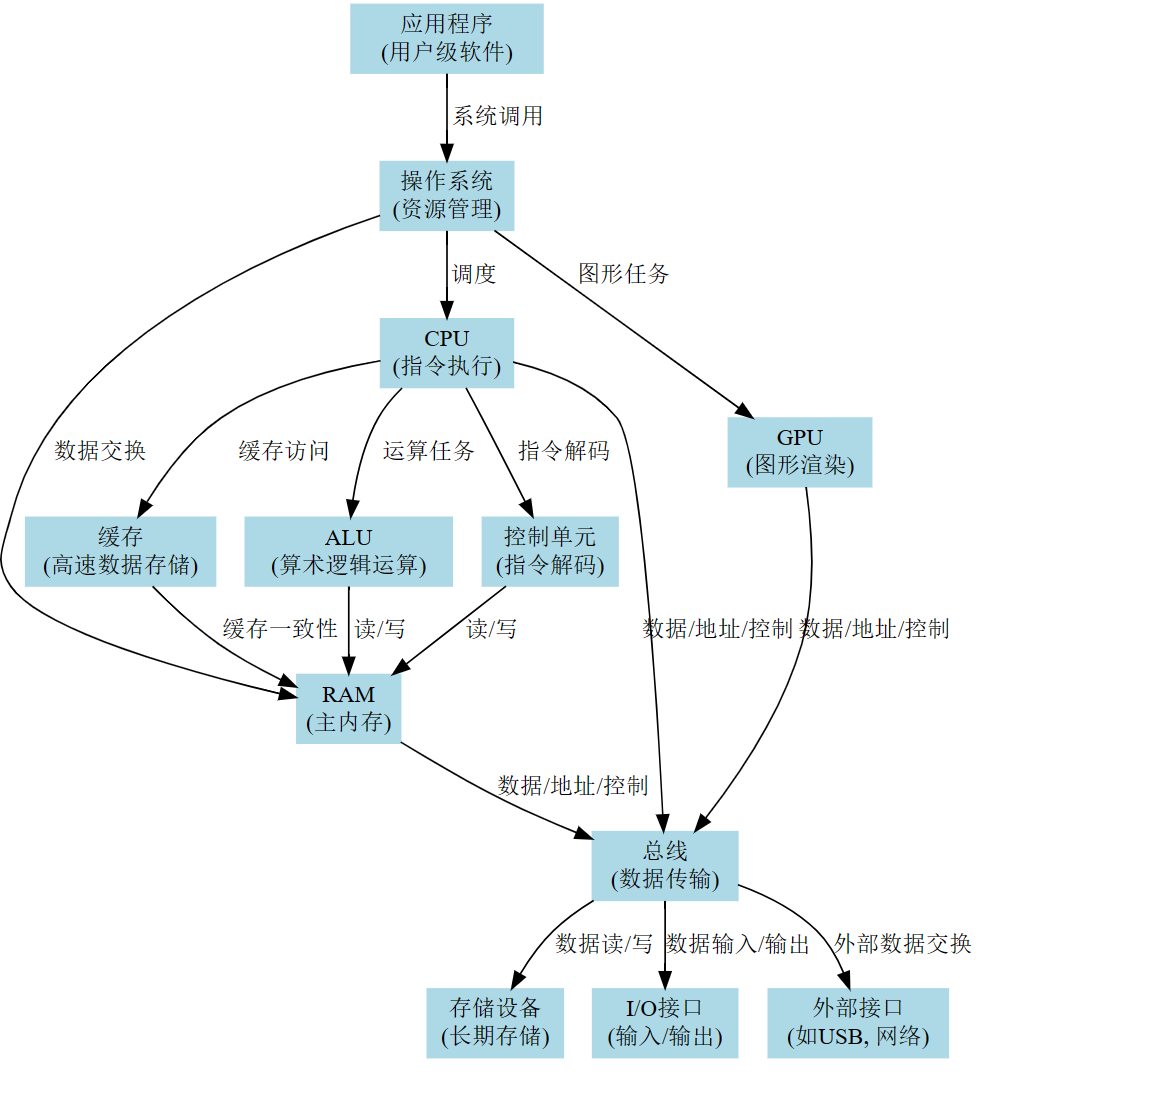 应用程序
(用户级软件)
系统调用
操作系统
(资源管理)
调度
图形任务
CPU
(指令执行)
GPU
(图形渲染)
数据交换
缓存访问
运算任务
指令解码
缓存
(高速数据存储)
ALU
(算术逻辑运算)
控制单元
(指令解码)
缓存一致性
读/写
读/写
数据/地址/控制
数据/地址/控制
RAM
(主内存)
数据/地址/控制
总线
(数据传输)
数据读/写
数据输入/输出
外部数据交换
存储设备
(长期存储)
I/O接口
(输入/输出)
外部接口
(如USB, 网络)